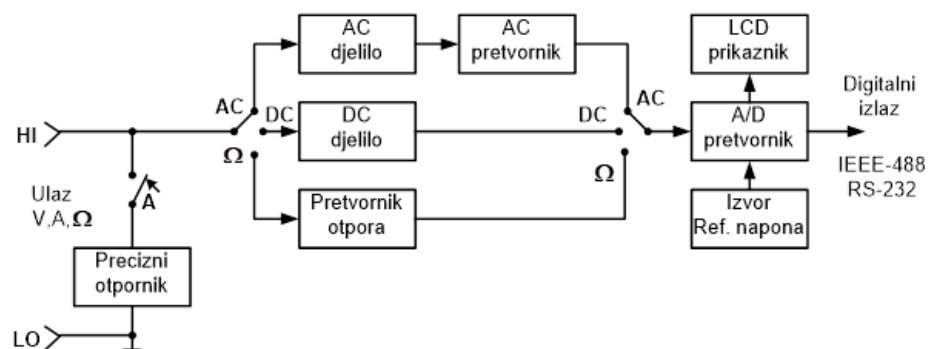 AC
djelilo
AC
pretvornik
LCD
prikaznik
Digitalni
izlaz
AC
DC
Ω
HI
DC
djelilo
DC
AC
Ω
A/D
pretvornik
IEEE-488
RS-232
Ulaz
V,A,Ω
A
Pretvornik
otpora
Izvor
Ref. napona
Precizni
otpornik
LO